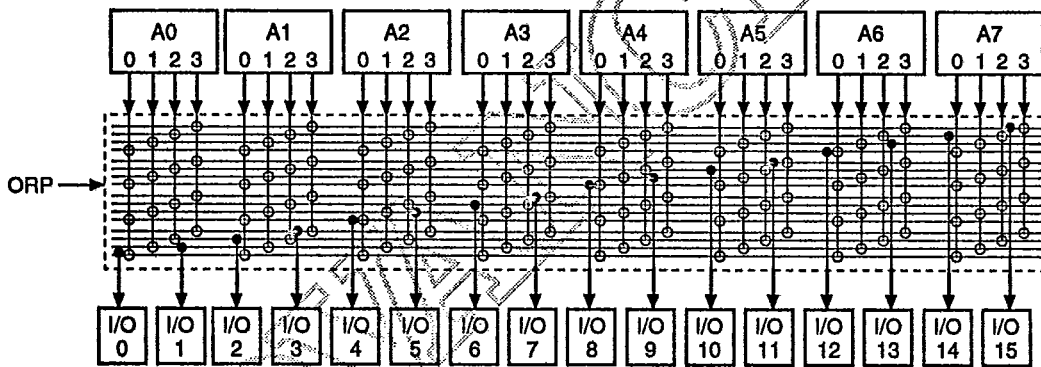 A0 A1 A2 A3 A4 A5 A6 A7
0 1 2 3 0 1 2 3 0 1 2 3 0 1 2 3 0 1 2 3 0 1 2 3 0 1 2 3 0 1 2 3
ORP
I/O I/O I/O I/O I/O I/O I/O I/O I/O I/O I/O I/O I/O I/O I/O I/O
0 1 2 3 4 5 6 7 8 9 10 11 12 13 14 15